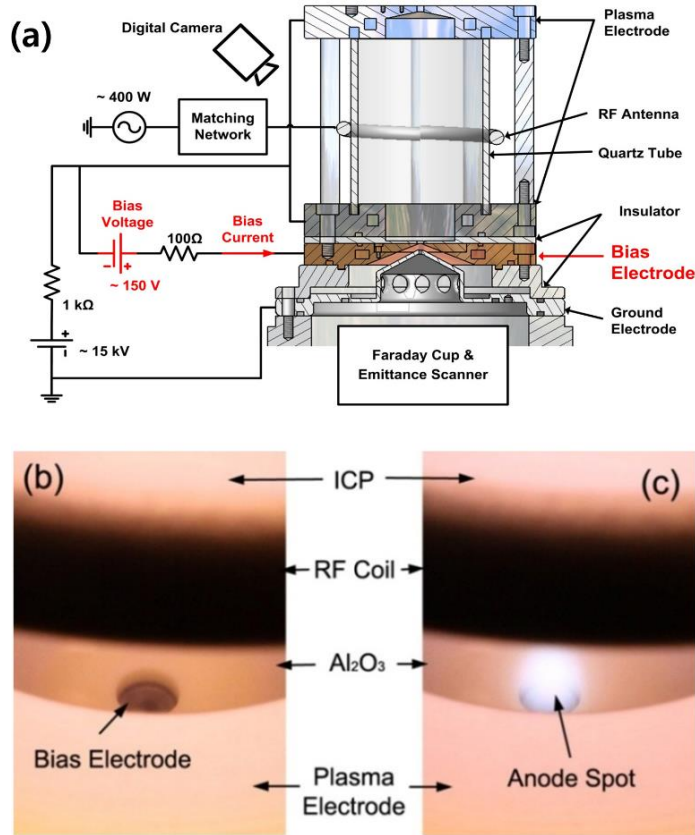 (a)
Digital Camera
~ 400 W
Matching
Network
Plasma
Electrode
RF Antenna
Quartz Tube
Insulator
Bias
Voltage
100Ω
Bias
Current
− +
~ 150 V
Bias
Electrode
1 kΩ
+
−
~ 15 kV
Ground
Electrode
Faraday Cup &
Emittance Scanner
(b)
ICP
(c)
RF Coil
Al₂O₃
Bias Electrode
Anode Spot
Plasma
Electrode